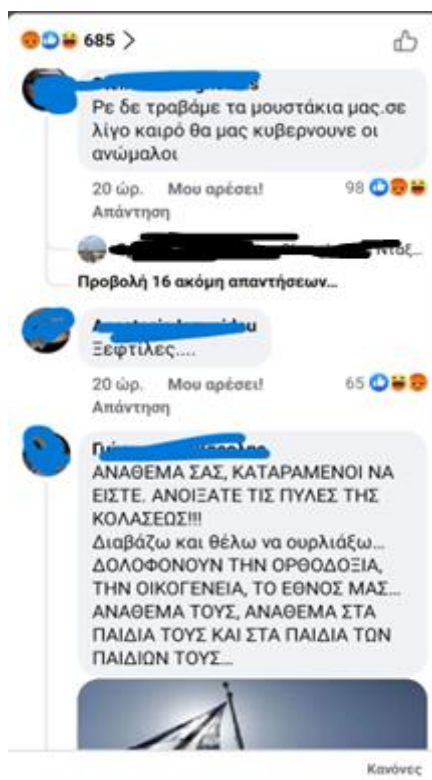 685 >
Ρε δε τραβάμε τα μουστάκια μας.σε
λίγο καιρό θα μας κυβερνουνε οι
ανώμαλοι
20 ώρ. Μου αρέσει! 98
Απάντηση
Προβολή 16 ακόμη απαντήσεων...
Ξεφτίλες....
20 ώρ. Μου αρέσει! 65
Απάντηση
ΑΝΑΘΕΜΑ ΣΑΣ, ΚΑΤΑΡΑΜΕΝΟΙ ΝΑ
ΕΙΣΤΕ. ΑΝΟΙΞΑΤΕ ΤΙΣ ΠΥΛΕΣ ΤΗΣ
ΚΟΛΑΣΕΩΣ!!!
Διαβάζω και θέλω να ουρλιάξω...
ΔΟΛΟΦΟΝΟΥΝ ΤΗΝ ΟΡΘΟΔΟΞΙΑ,
ΤΗΝ ΟΙΚΟΓΕΝΕΙΑ, ΤΟ ΕΘΝΟΣ ΜΑΣ...
ΑΝΑΘΕΜΑ ΤΟΥΣ, ΑΝΑΘΕΜΑ ΣΤΑ
ΠΑΙΔΙΑ ΤΟΥΣ ΚΑΙ ΣΤΑ ΠΑΙΔΙΑ ΤΩΝ
ΠΑΙΔΙΩΝ ΤΟΥΣ...
Κανόνες